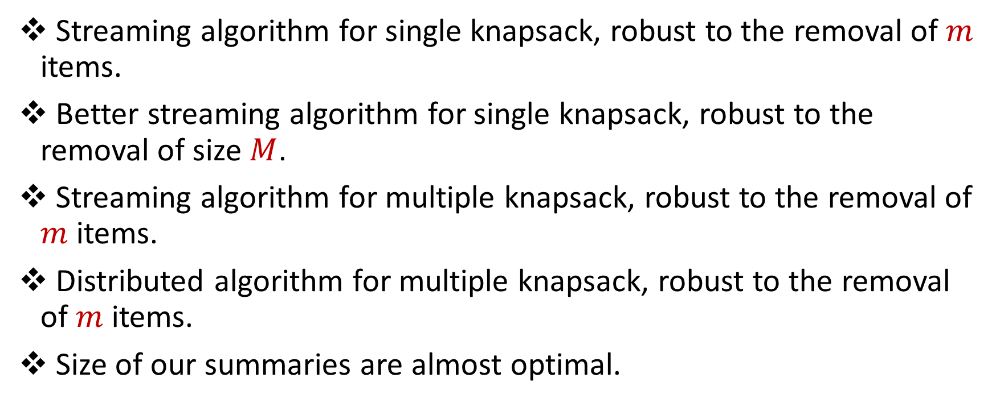 ❖ Streaming algorithm for single knapsack, robust to the removal of m
items.
❖ Better streaming algorithm for single knapsack, robust to the
removal of size M.
❖ Streaming algorithm for multiple knapsack, robust to the removal of
m items.
❖ Distributed algorithm for multiple knapsack, robust to the removal
of m items.
❖ Size of our summaries are almost optimal.